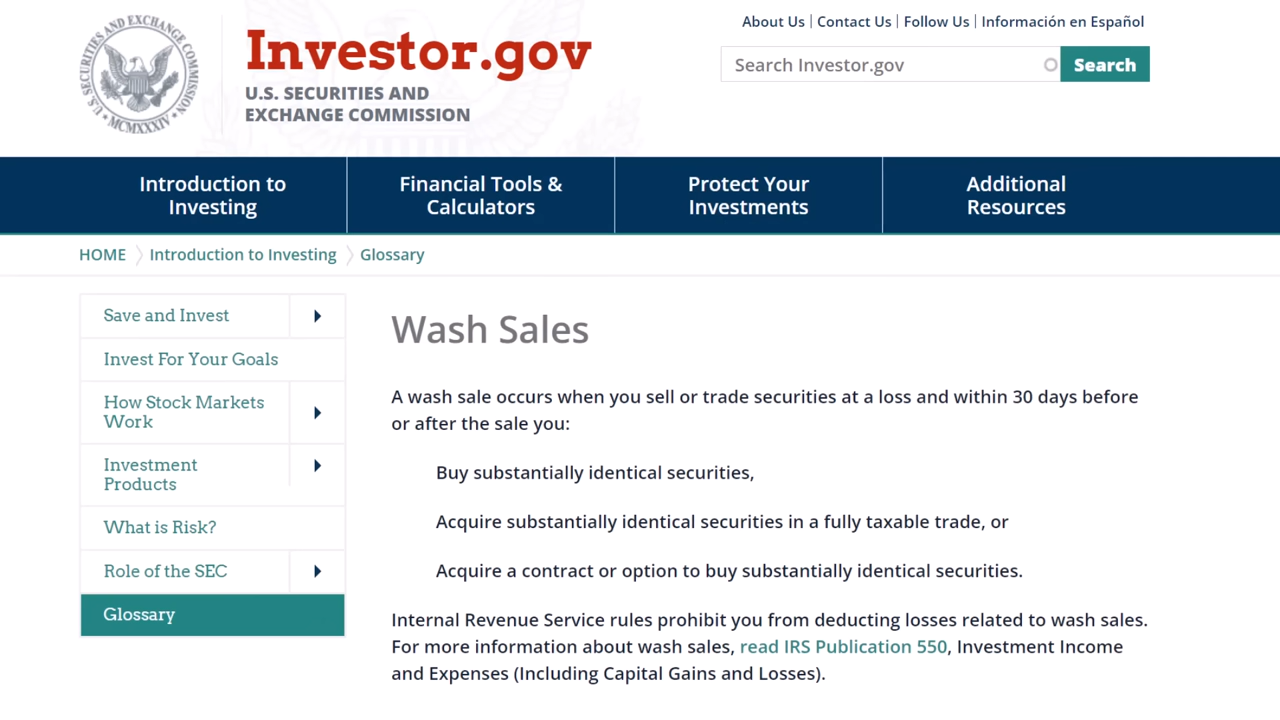 U.S. SECURITIES AND EXCHANGE COMMISSION
MCMXXXIV
Investor.gov
U.S. SECURITIES AND
EXCHANGE COMMISSION
About Us | Contact Us | Follow Us | Información en Español
Search Investor.gov
Search
Introduction to
Investing
Financial Tools &
Calculators
Protect Your
Investments
Additional
Resources
HOME
Introduction to Investing
Glossary
Save and Invest
Invest For Your Goals
How Stock Markets
Work
Investment
Products
What is Risk?
Role of the SEC
Glossary
Wash Sales
A wash sale occurs when you sell or trade securities at a loss and within 30 days before
or after the sale you:
Buy substantially identical securities,
Acquire substantially identical securities in a fully taxable trade, or
Acquire a contract or option to buy substantially identical securities.
Internal Revenue Service rules prohibit you from deducting losses related to wash sales.
For more information about wash sales, read IRS Publication 550, Investment Income
and Expenses (Including Capital Gains and Losses).